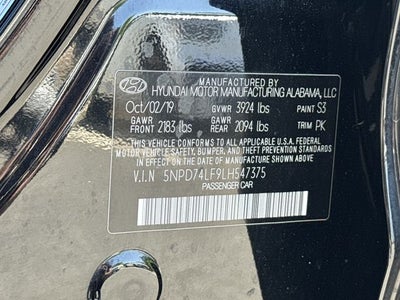 MANUFACTURED BY
HYUNDAI MOTOR MANUFACTURING ALABAMA, LLC
Oct/02/19 GVWR 3924 lbs PAINT S3
GAWR FRONT 2183 lbs GAWR REAR 2094 lbs TRIM PK
THIS VEHICLE CONFORMS TO ALL APPLICABLE U.S.A. FEDERAL
MOTOR VEHICLE SAFETY, BUMPER, AND THEFT PREVENTION
STANDARDS IN EFFECT ON THE DATE OF MANUFACTURE
SHOWN ABOVE.
V.I.N 5NPD74LF9LH547375
PASSENGER CAR